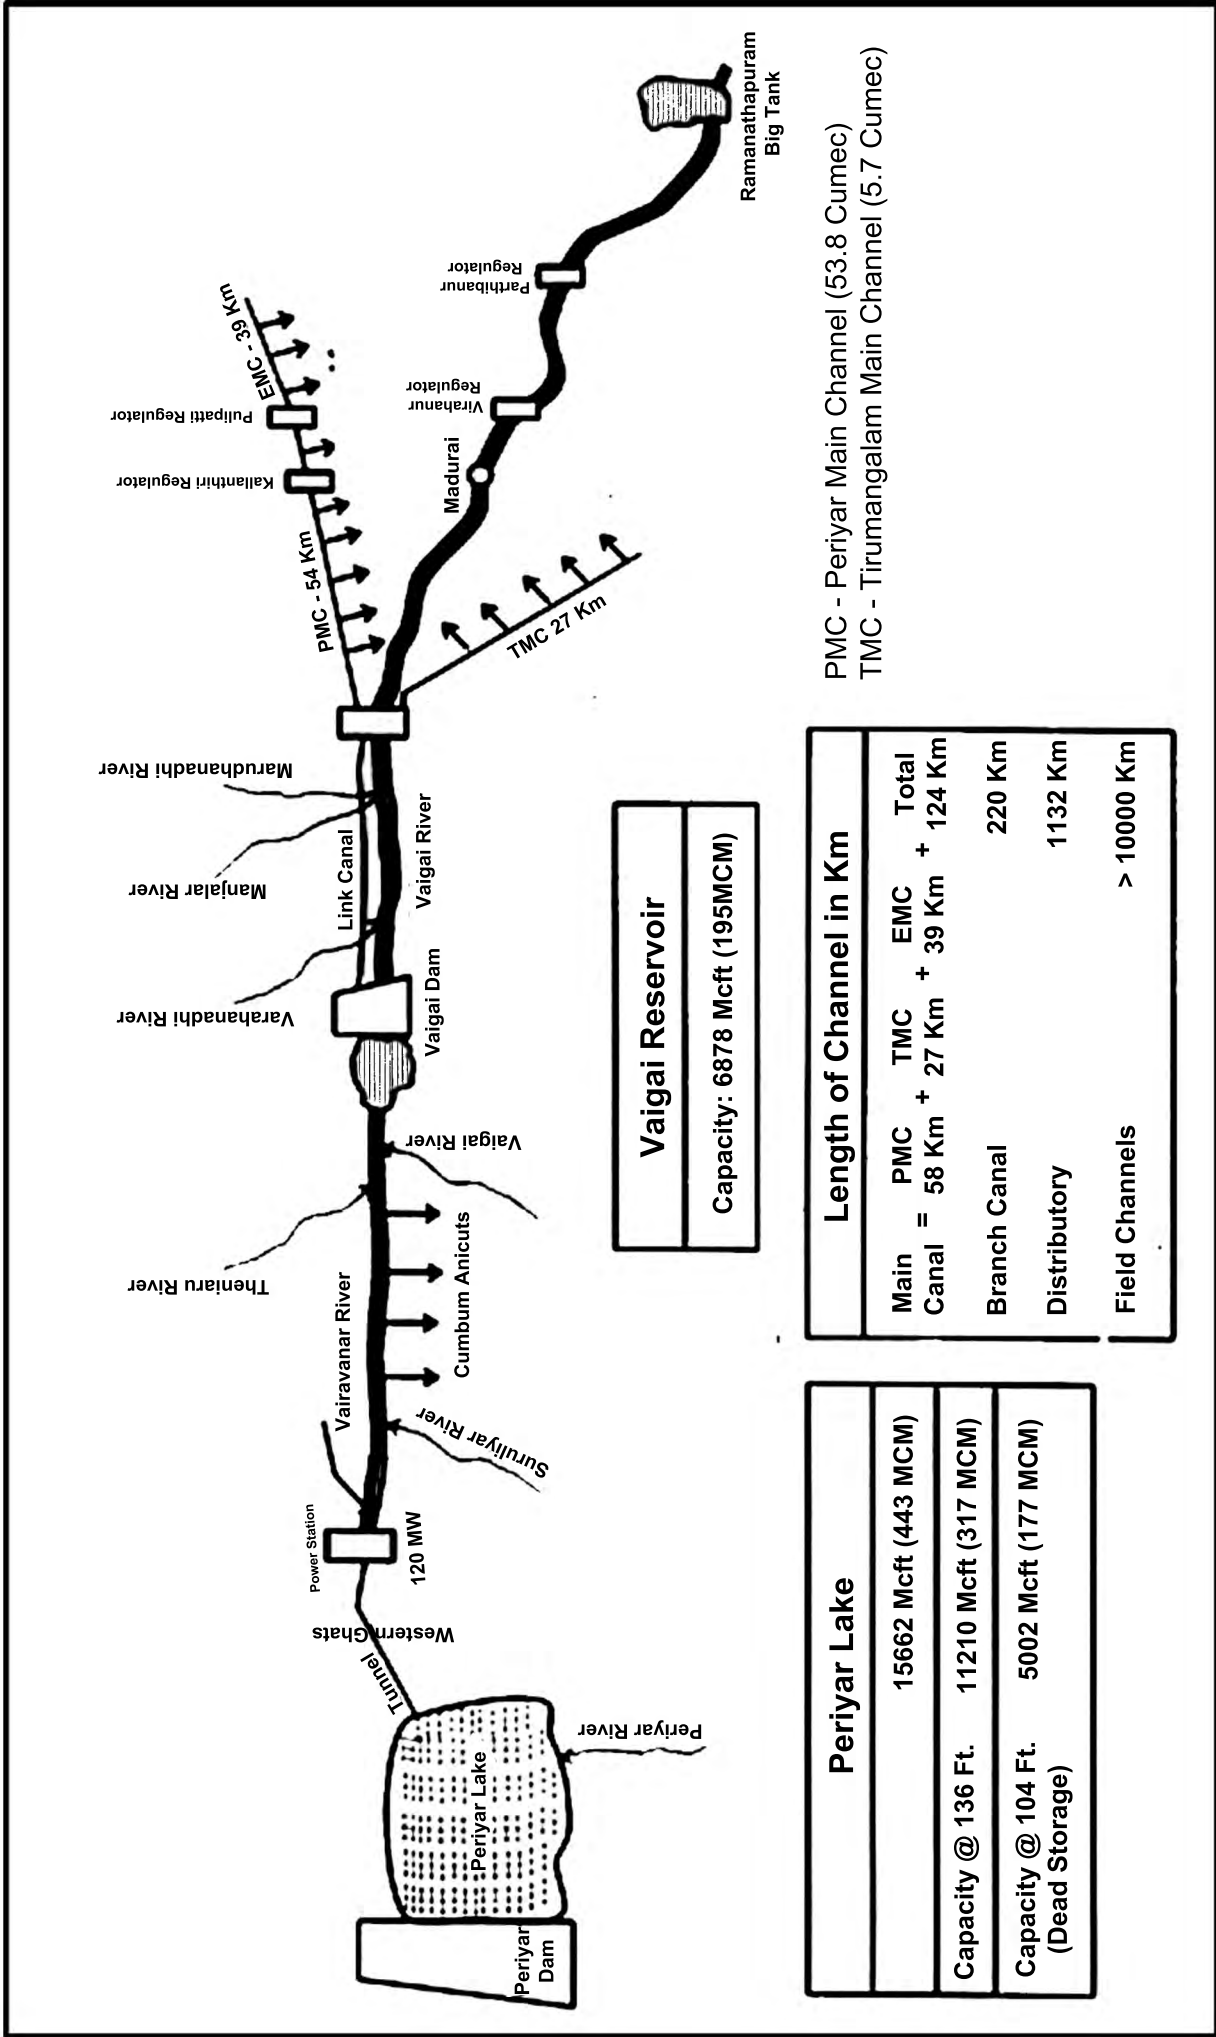 Periyar
Dam
Periyar Lake
Periyar River
Tunnel
Western Ghats
Power Station
120 MW
Vairavanar River
Suruliyar River
Cumbum Anicuts
Theniaru River
Vaigai River
Vaigai Dam
Varahanadhi River
Link Canal
Vaigai River
Manjalar River
Marudhanadhi River
PMC - 54 Km
Kallanthiri Regulator
Pulipatti Regulator
EMC - 39 Km
TMC 27 Km
Madurai
Virahanur
Regulator
Parthibanur
Regulator
Ramanathapuram
Big Tank
Vaigai Reservoir
Capacity: 6878 Mcft (195MCM)
PMC - Periyar Main Channel (53.8 Cumec)
TMC - Tirumangalam Main Channel (5.7 Cumec)
Periyar Lake
15662 Mcft (443 MCM)
Capacity @ 136 Ft. 11210 Mcft (317 MCM)
Capacity @ 104 Ft. 5002 Mcft (177 MCM)
(Dead Storage)
Length of Channel in Km
Main PMC TMC EMC Total
Canal = 58 Km + 27 Km + 39 Km + 124 Km
Branch Canal 220 Km
Distributory 1132 Km
Field Channels > 10000 Km